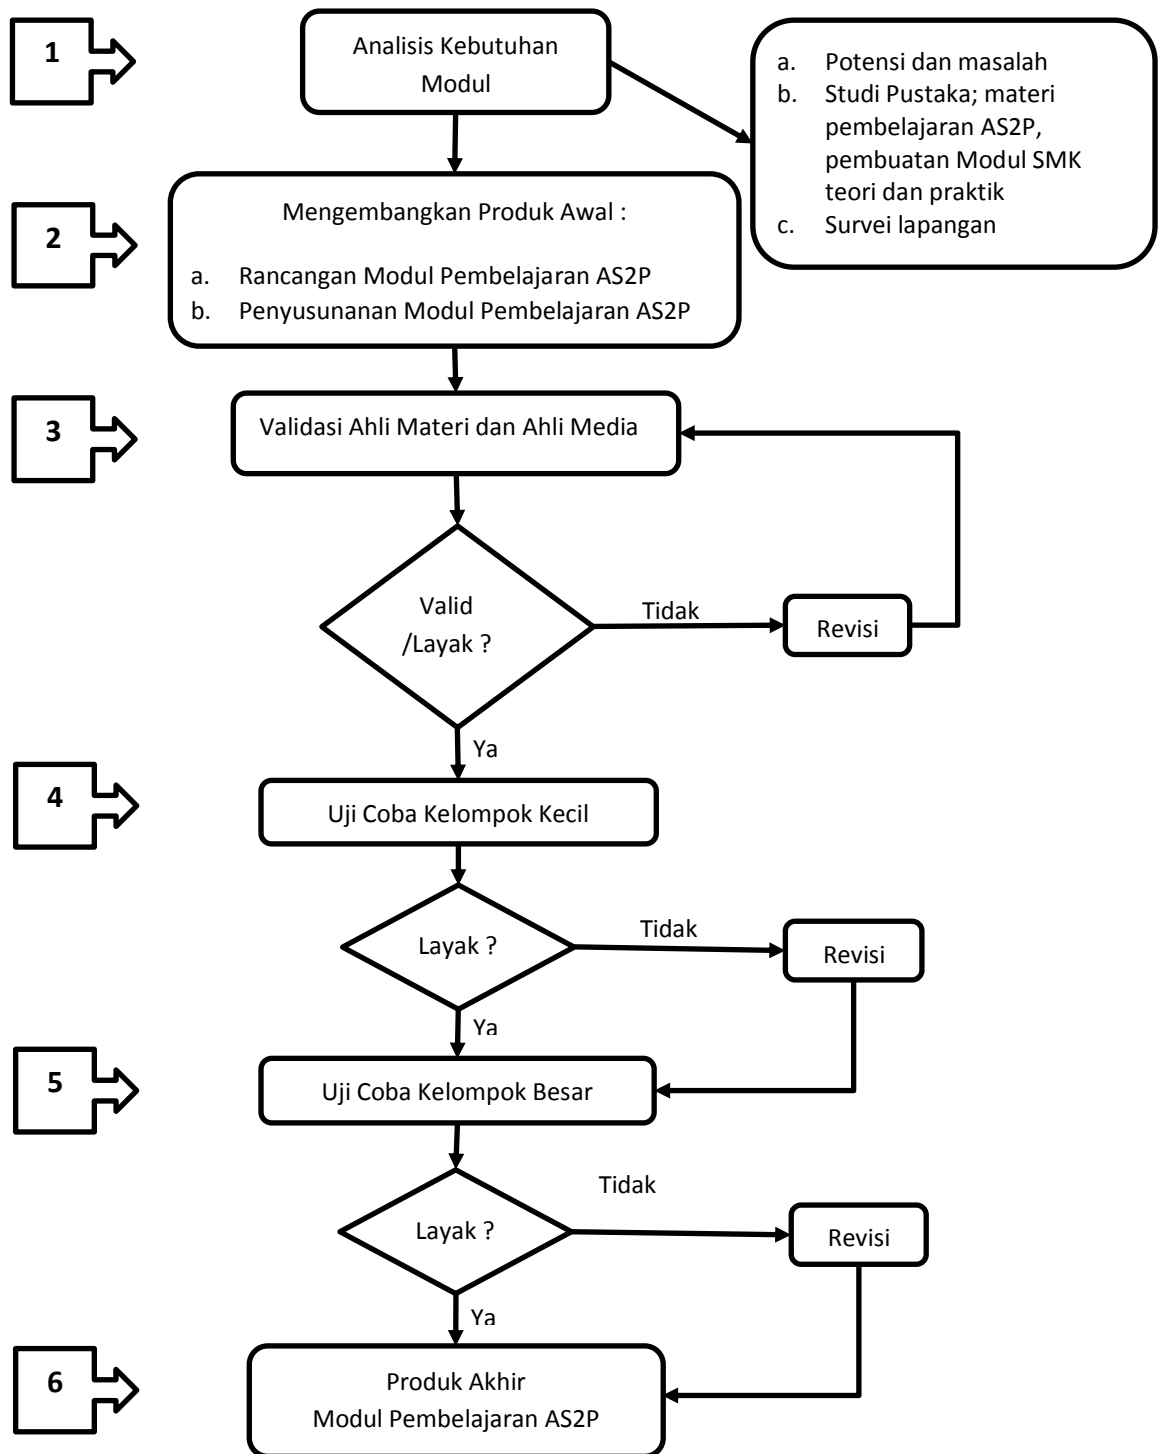 1
Analisis Kebutuhan
Modul
a. Potensi dan masalah
b. Studi Pustaka; materi
pembelajaran AS2P,
pembuatan Modul SMK
teori dan praktik
c. Survei lapangan
2
Mengembangkan Produk Awal :
a. Rancangan Modul Pembelajaran AS2P
b. Penyusunanan Modul Pembelajaran AS2P
3
Validasi Ahli Materi dan Ahli Media
Valid
/Layak ?
Tidak
Revisi
Ya
4
Uji Coba Kelompok Kecil
Layak ?
Tidak
Revisi
Ya
5
Uji Coba Kelompok Besar
Layak ?
Tidak
Revisi
Ya
6
Produk Akhir
Modul Pembelajaran AS2P